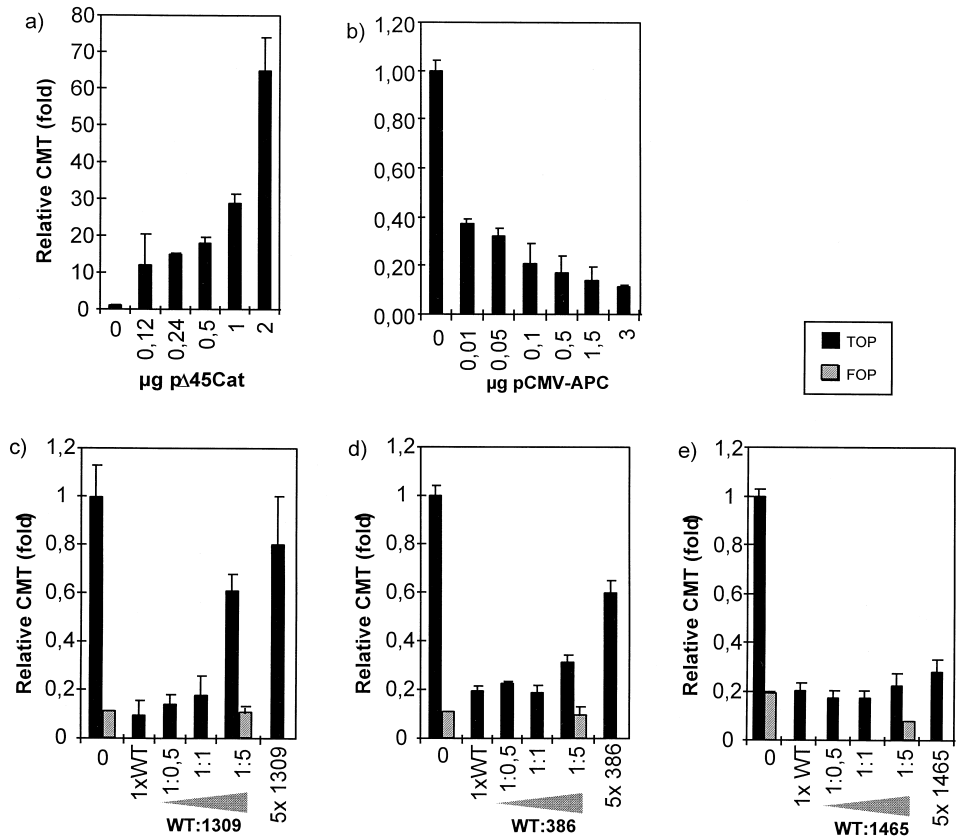 a)
80
70
60
50
40
30
20
10
0
Relative CMT (fold)
0
0,12
0,24
0,5
1
2
µg p∆45Cat
b)
1,20
1,00
0,80
0,60
0,40
0,20
0,00
0
0,01
0,05
0,1
0,5
1,5
3
µg pCMV-APC
TOP
FOP
c)
1,2
1
0,8
0,6
0,4
0,2
0
Relative CMT (fold)
0
1xWT
1:0,5
1:1
1:5
5x 1309
WT:1309
d)
1,2
1
0,8
0,6
0,4
0,2
0
Relative CMT (fold)
0
1xWT
1:0,5
1:1
1:5
5x 386
WT:386
e)
1,2
1
0,8
0,6
0,4
0,2
0
Relative CMT (fold)
0
1x WT
1:0,5
1:1
1:5
5x 1465
WT:1465